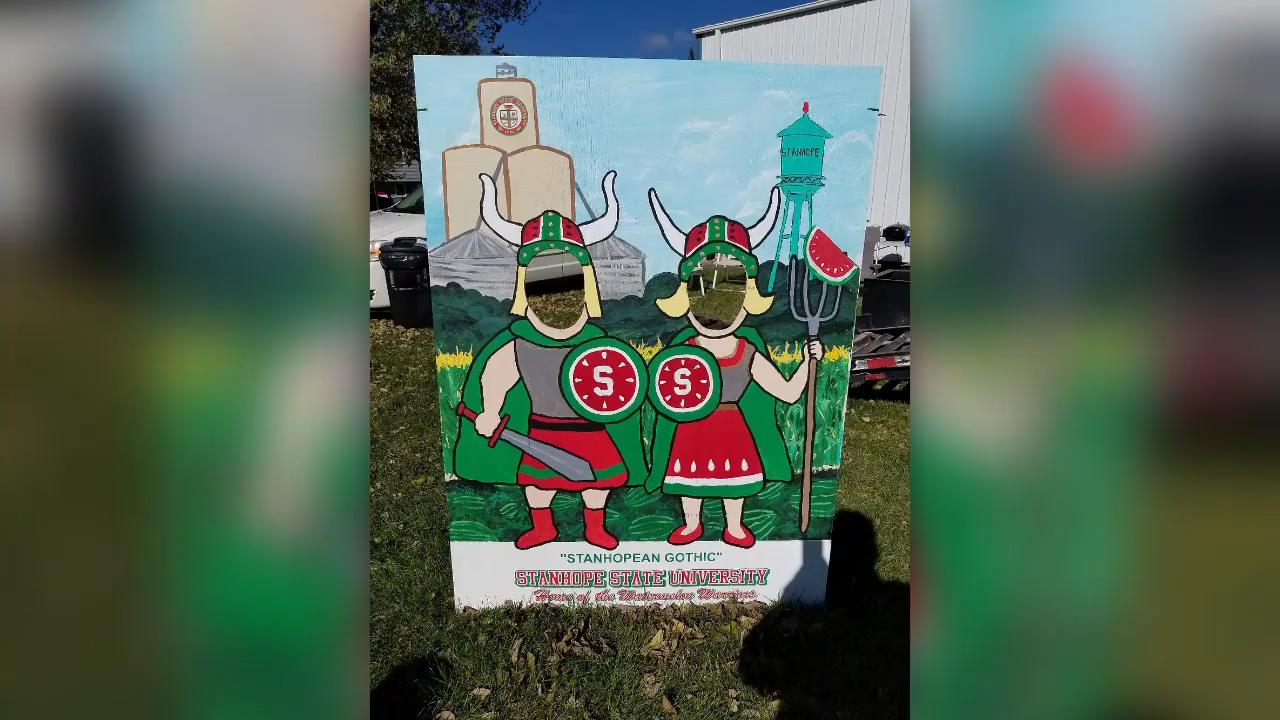 STANHOPE
S S
"STANHOPEAN GOTHIC"
STANHOPE STATE UNIVERSITY
Home of the Watermelon Warriors